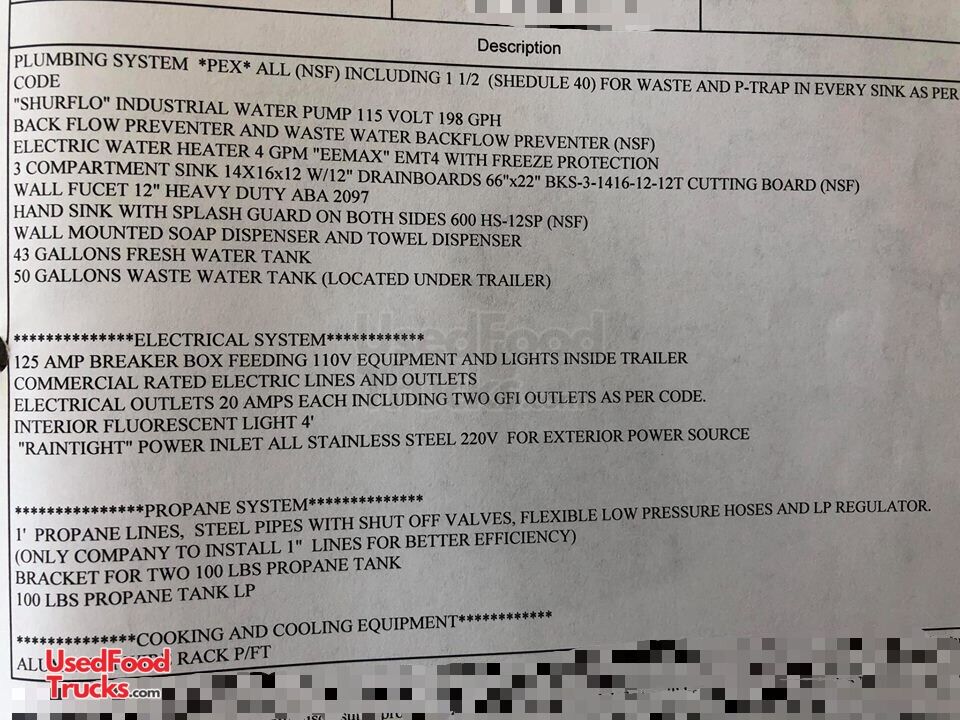 Description
PLUMBING SYSTEM *PEX* ALL (NSF) INCLUDING 1 1/2 (SHEDULE 40) FOR WASTE AND P-TRAP IN EVERY SINK AS PER
CODE
"SHURFLO" INDUSTRIAL WATER PUMP 115 VOLT 198 GPH
BACK FLOW PREVENTER AND WASTE WATER BACKFLOW PREVENTER (NSF)
ELECTRIC WATER HEATER 4 GPM "EEMAX" EMT4 WITH FREEZE PROTECTION
3 COMPARTMENT SINK 14X16x12 W/12" DRAINBOARDS 66"x22" BKS-3-1416-12-12T CUTTING BOARD (NSF)
WALL FUCET 12" HEAVY DUTY ABA 2097
HAND SINK WITH SPLASH GUARD ON BOTH SIDES 600 HS-12SP (NSF)
WALL MOUNTED SOAP DISPENSER AND TOWEL DISPENSER
43 GALLONS FRESH WATER TANK
50 GALLONS WASTE WATER TANK (LOCATED UNDER TRAILER)
**************ELECTRICAL SYSTEM************
125 AMP BREAKER BOX FEEDING 110V EQUIPMENT AND LIGHTS INSIDE TRAILER
COMMERCIAL RATED ELECTRIC LINES AND OUTLETS
ELECTRICAL OUTLETS 20 AMPS EACH INCLUDING TWO GFI OUTLETS AS PER CODE.
INTERIOR FLUORESCENT LIGHT 4'
"RAINTIGHT" POWER INLET ALL STAINLESS STEEL 220V FOR EXTERIOR POWER SOURCE
***************PROPANE SYSTEM**************
1' PROPANE LINES, STEEL PIPES WITH SHUT OFF VALVES, FLEXIBLE LOW PRESSURE HOSES AND LP REGULATOR.
(ONLY COMPANY TO INSTALL 1" LINES FOR BETTER EFFICIENCY)
BRACKET FOR TWO 100 LBS PROPANE TANK
100 LBS PROPANE TANK LP
**************COOKING AND COOLING EQUIPMENT************
RACK P/FT
UsedFood
Trucks.com